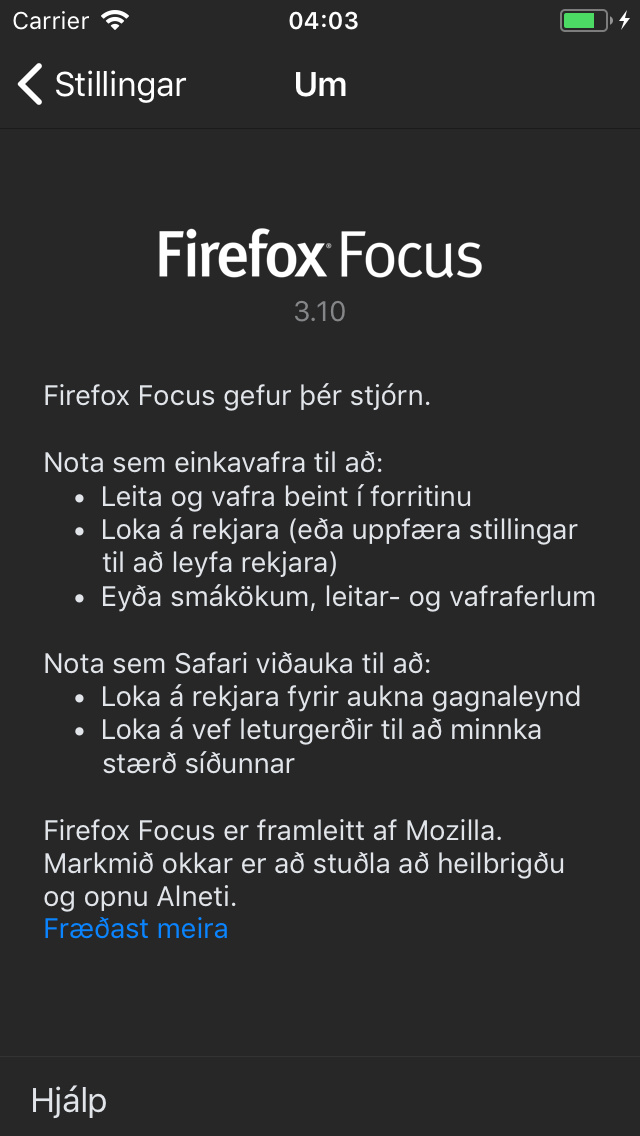 Carrier 04:03
Stillingar Um
Firefox Focus
3.10
Firefox Focus gefur þér stjórn.
Nota sem einkavafra til að:
• Leita og vafra beint í forritinu
• Loka á rekjara (eða uppfæra stillingar
til að leyfa rekjara)
• Eyða smákökum, leitar- og vafraferlum
Nota sem Safari viðauka til að:
• Loka á rekjara fyrir aukna gagnaleynd
• Loka á vef leturgerðir til að minnka
stærð síðunnar
Firefox Focus er framleitt af Mozilla.
Markmið okkar er að stuðla að heilbrigðu
og opnu Alneti.
Fræðast meira
Hjálp